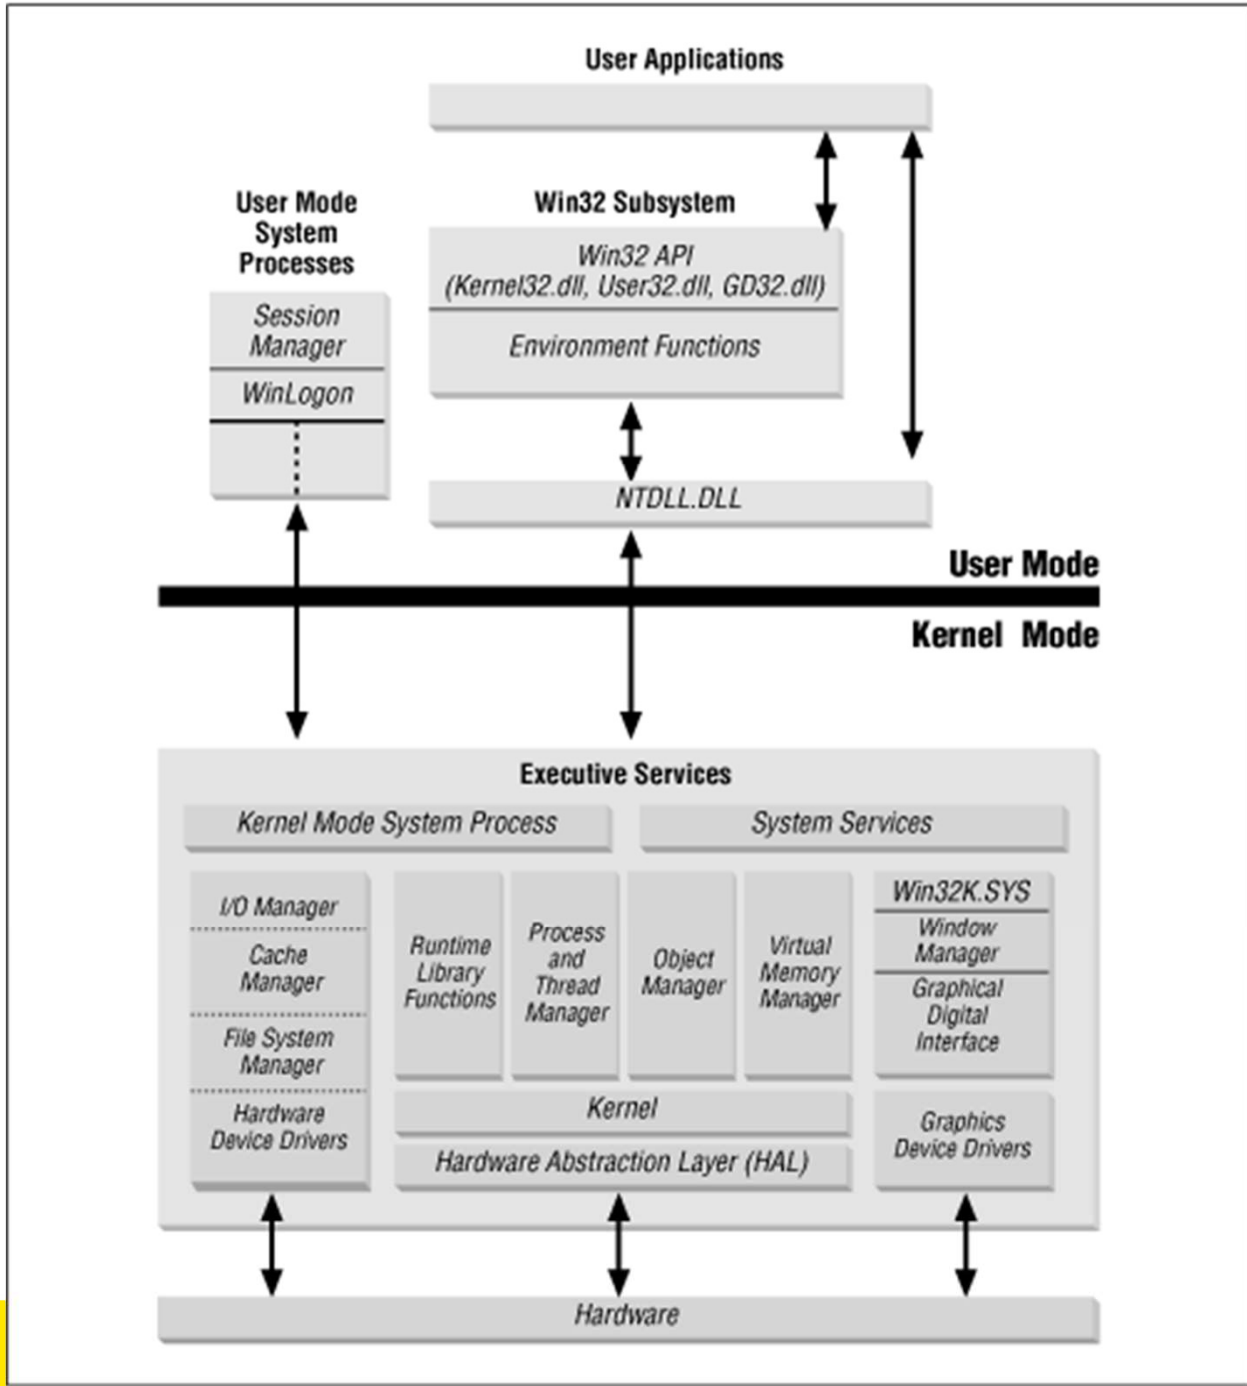 User Applications
User Mode
System
Processes
Session
Manager
WinLogon
Win32 Subsystem
Win32 API
(Kernel32.dll, User32.dll, GD32.dll)
Environment Functions
NTDLL.DLL
User Mode
Kernel Mode
Executive Services
Kernel Mode System Process
System Services
I/O Manager
Cache
Manager
File System
Manager
Hardware
Device Drivers
Runtime
Library
Functions
Process
and
Thread
Manager
Object
Manager
Virtual
Memory
Manager
Win32K.SYS
Window
Manager
Graphical
Digital
Interface
Kernel
Hardware Abstraction Layer (HAL)
Graphics
Device Drivers
Hardware